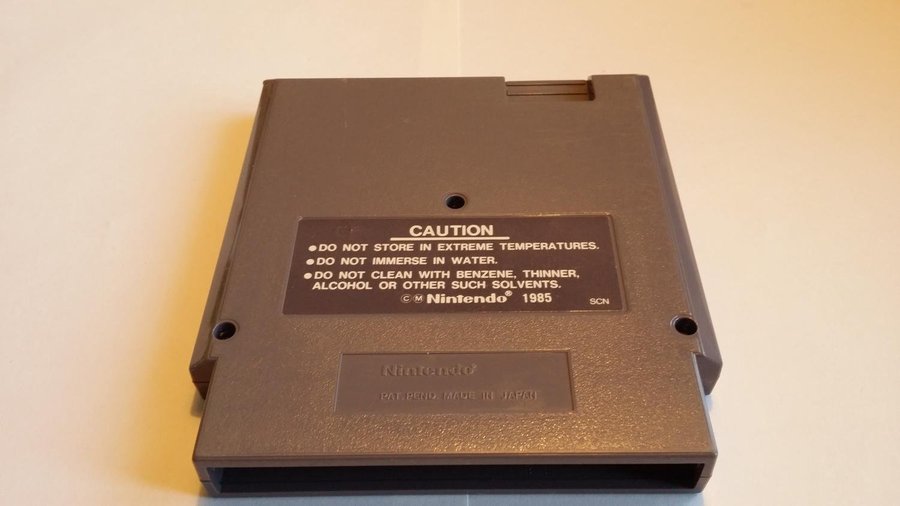 CAUTION
●DO NOT STORE IN EXTREME TEMPERATURES.
●DO NOT IMMERSE IN WATER.
●DO NOT CLEAN WITH BENZENE, THINNER,
ALCOHOL OR OTHER SUCH SOLVENTS.
ⒸⓂNintendo® 1985 SCN
Nintendo®
PAT. PEND. MADE IN JAPAN